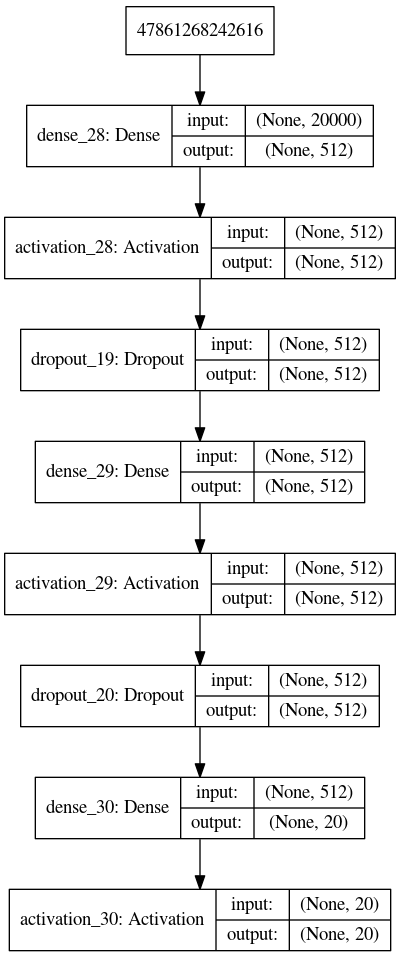 47861268242616
dense_28: Dense
input: (None, 20000)
output: (None, 512)
activation_28: Activation
input: (None, 512)
output: (None, 512)
dropout_19: Dropout
input: (None, 512)
output: (None, 512)
dense_29: Dense
input: (None, 512)
output: (None, 512)
activation_29: Activation
input: (None, 512)
output: (None, 512)
dropout_20: Dropout
input: (None, 512)
output: (None, 512)
dense_30: Dense
input: (None, 512)
output: (None, 20)
activation_30: Activation
input: (None, 20)
output: (None, 20)